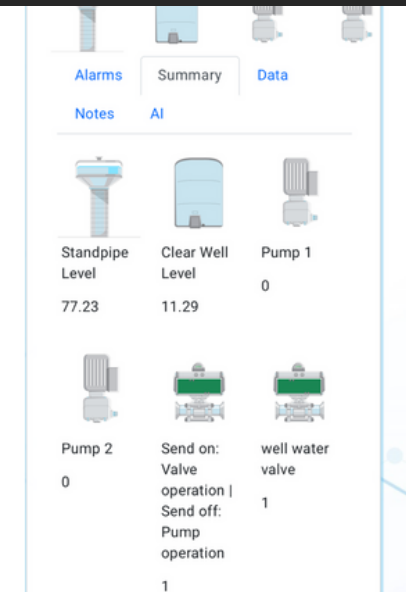 Alarms Summary Data
Notes AI
Standpipe
Level
77.23
Clear Well
Level
11.29
Pump 1
0
Pump 2
0
Send on:
Valve
operation |
Send off:
Pump
operation
1
well water
valve
1